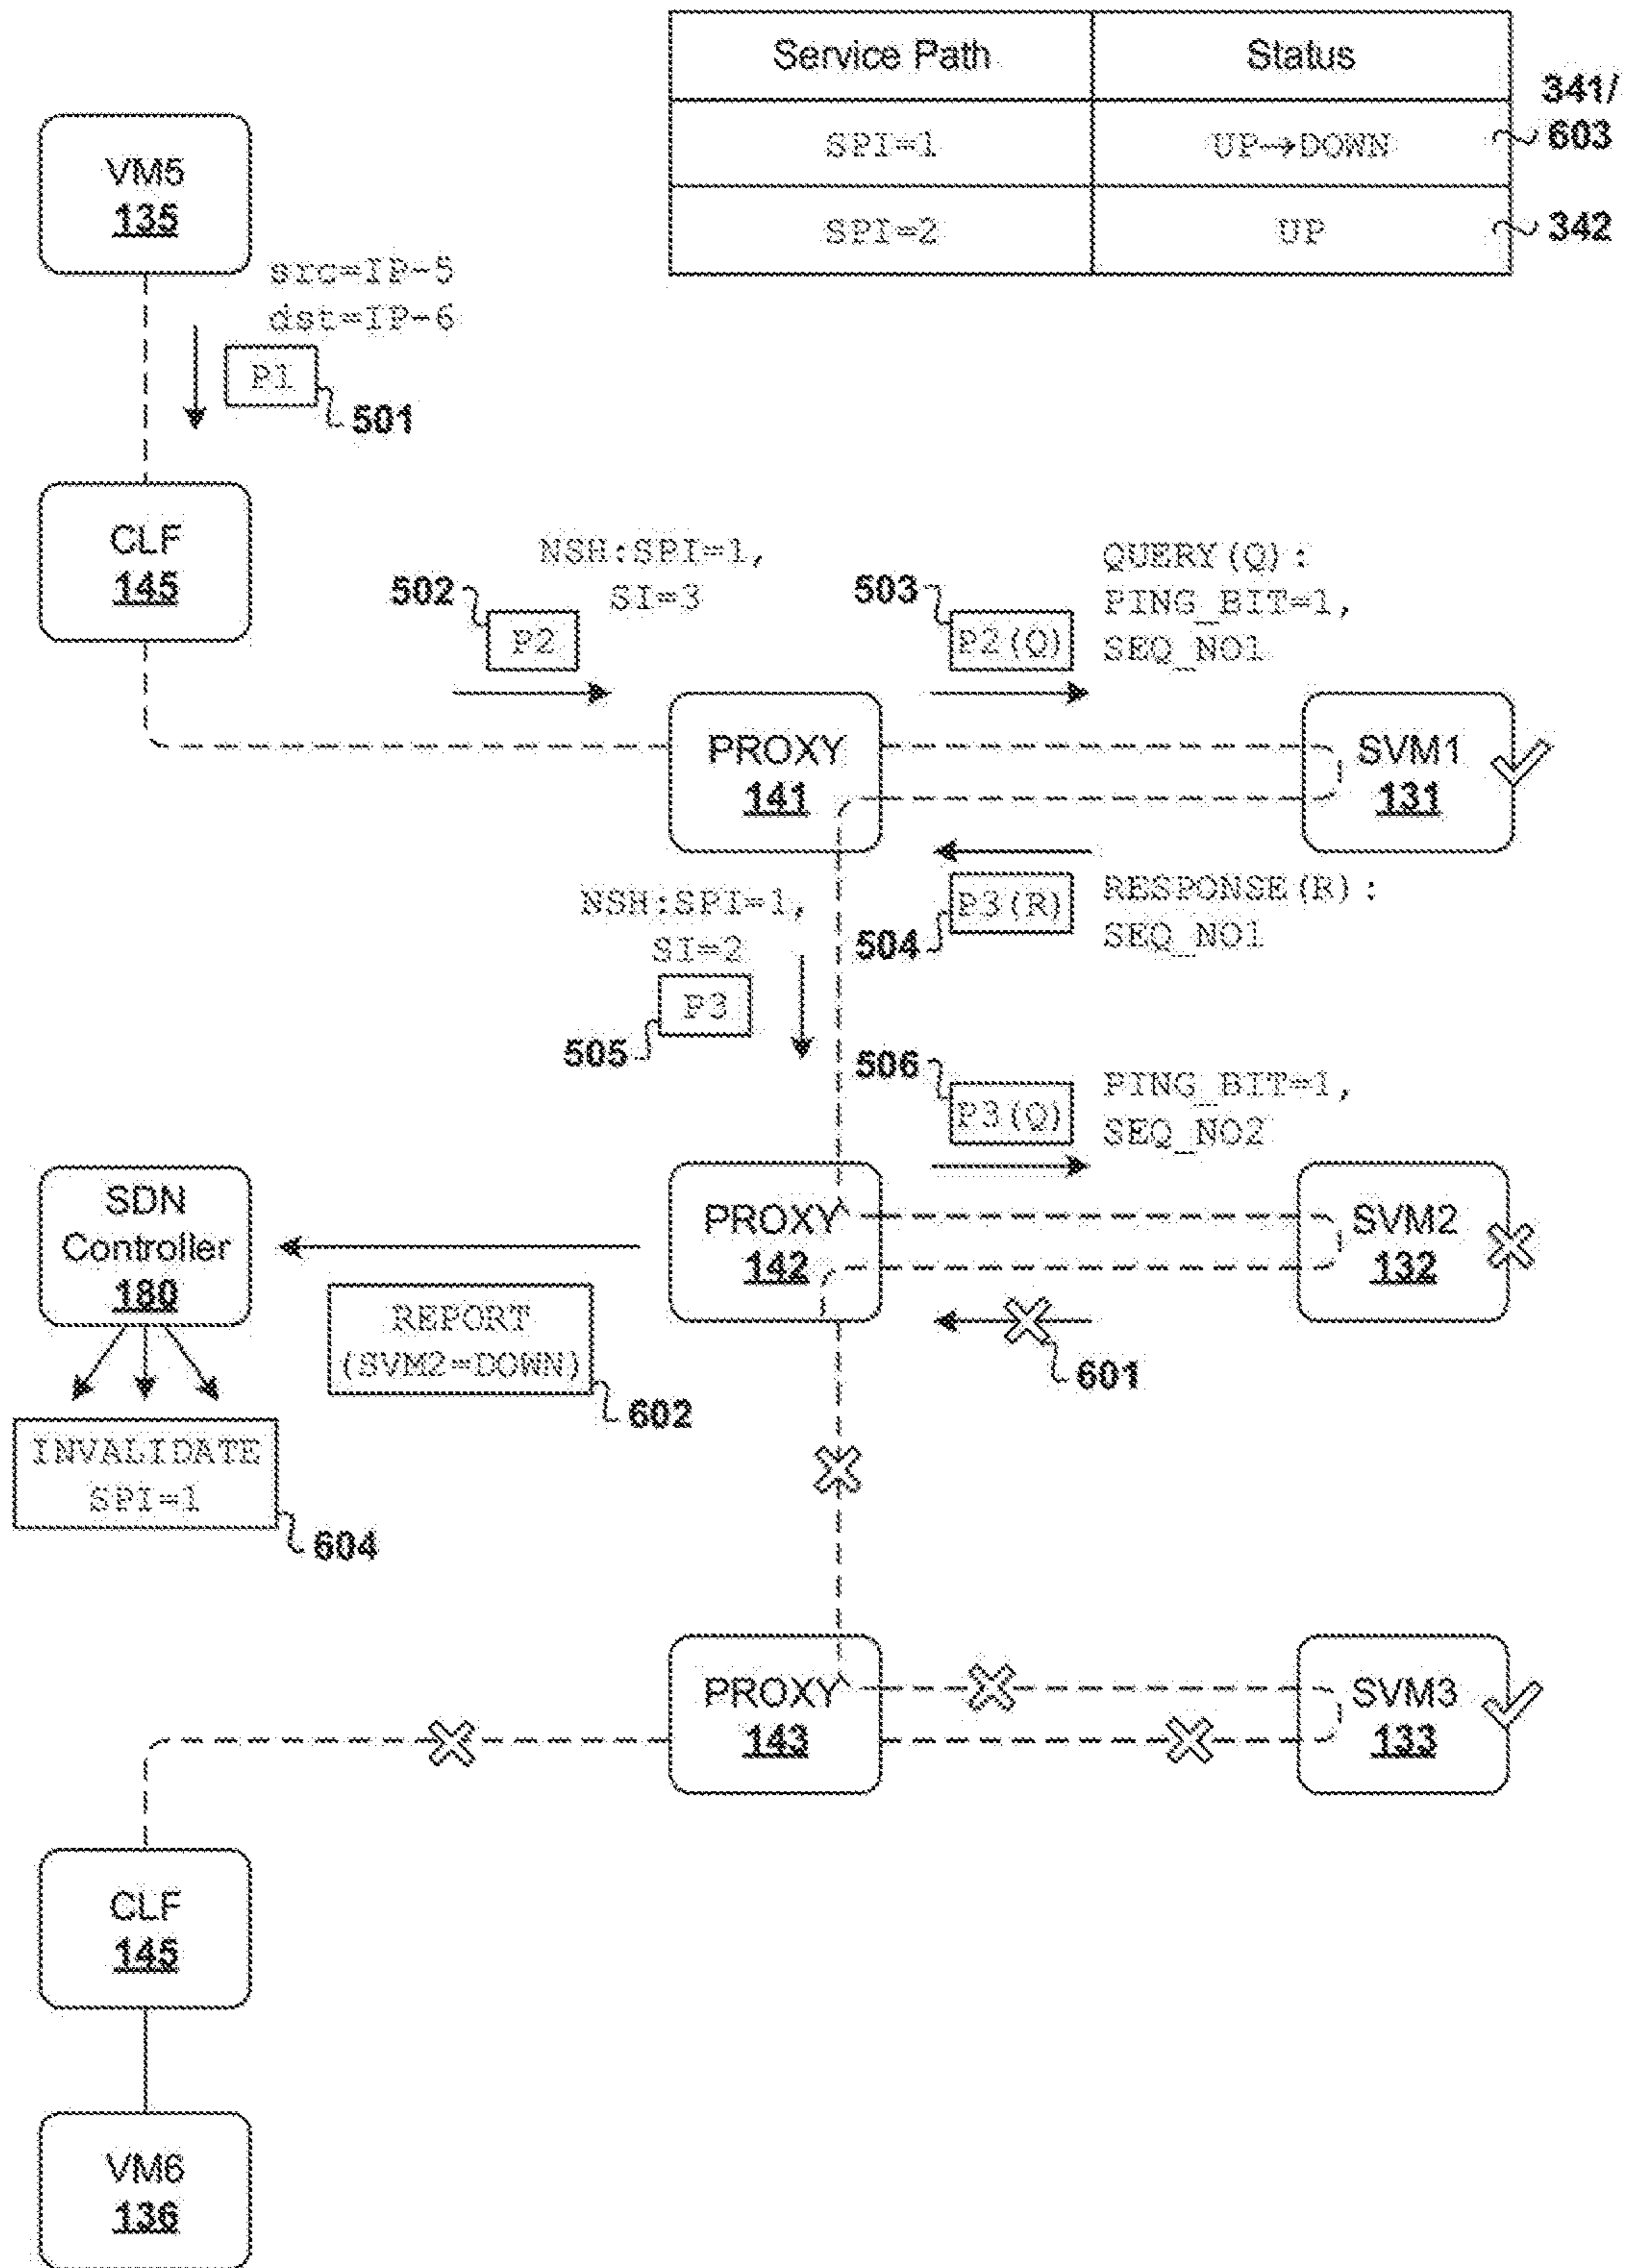 Service Path Status
SPI=1 UP→DOWN
341/
603
SPI=2 UP
342
VM5
135
src=IP-5
dst=IP-6
P1
501
CLF
145
502
P2
NSH:SPI=1,
SI=3
503
P2(Q)
QUERY(Q):
PING_BIT=1,
SEQ_NO1
PROXY
141
SVM1
131
504
P3(R)
RESPONSE(R):
SEQ_NO1
NSH:SPI=1,
SI=2
P3
505
506
P3(Q)
PING_BIT=1,
SEQ_NO2
SDN
Controller
180
PROXY
142
SVM2
132
REPORT
(SVM2=DOWN)
602
601
INVALIDATE
SPI=1
604
PROXY
143
SVM3
133
CLF
145
VM6
136